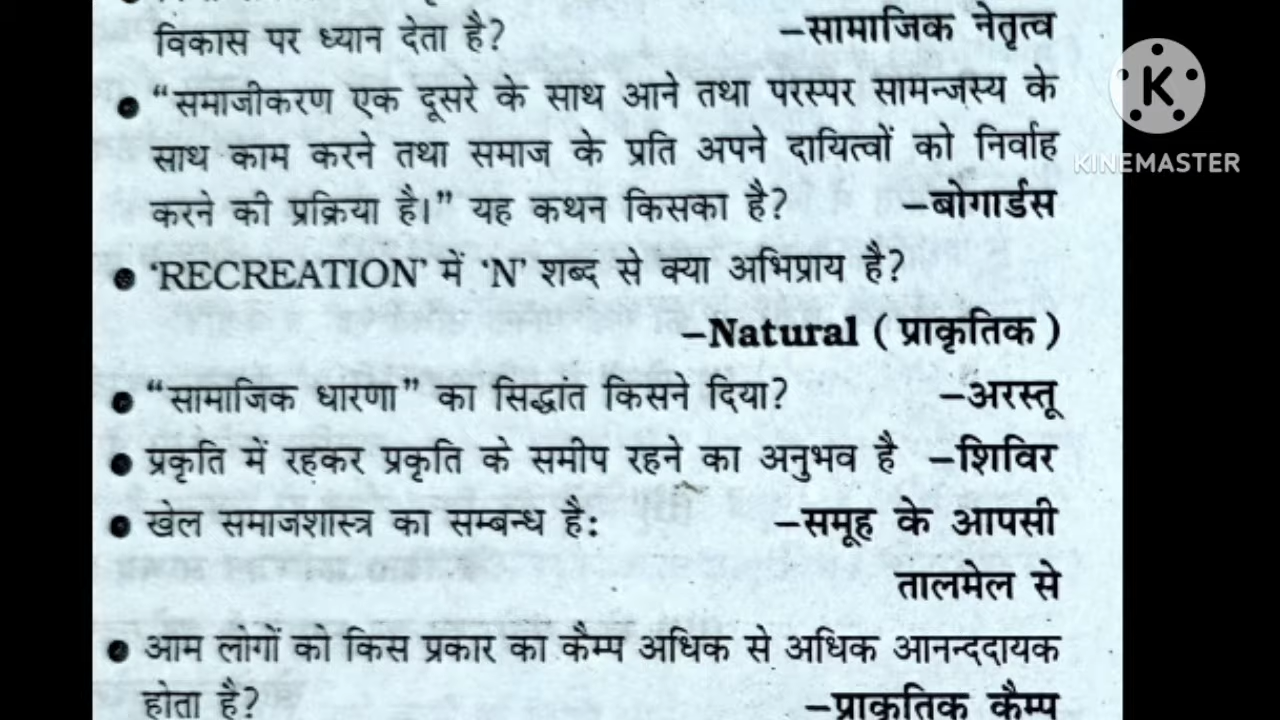 विकास पर ध्यान देता है? –सामाजिक नेतृत्व
● “समाजीकरण एक दूसरे के साथ आने तथा परस्पर सामन्जस्य के
साथ काम करने तथा समाज के प्रति अपने दायित्वों को निर्वाह
करने की प्रक्रिया है।” यह कथन किसका है? –बोगार्डस
● ‘RECREATION’ में ‘N’ शब्द से क्या अभिप्राय है?
–Natural ( प्राकृतिक )
● “सामाजिक धारणा” का सिद्धांत किसने दिया? –अरस्तू
● प्रकृति में रहकर प्रकृति के समीप रहने का अनुभव है –शिविर
● खेल समाजशास्त्र का सम्बन्ध है: –समूह के आपसी
तालमेल से
● आम लोगों को किस प्रकार का कैम्प अधिक से अधिक आनन्ददायक
होता है? –प्राकृतिक कैम्प
K
KINEMASTER